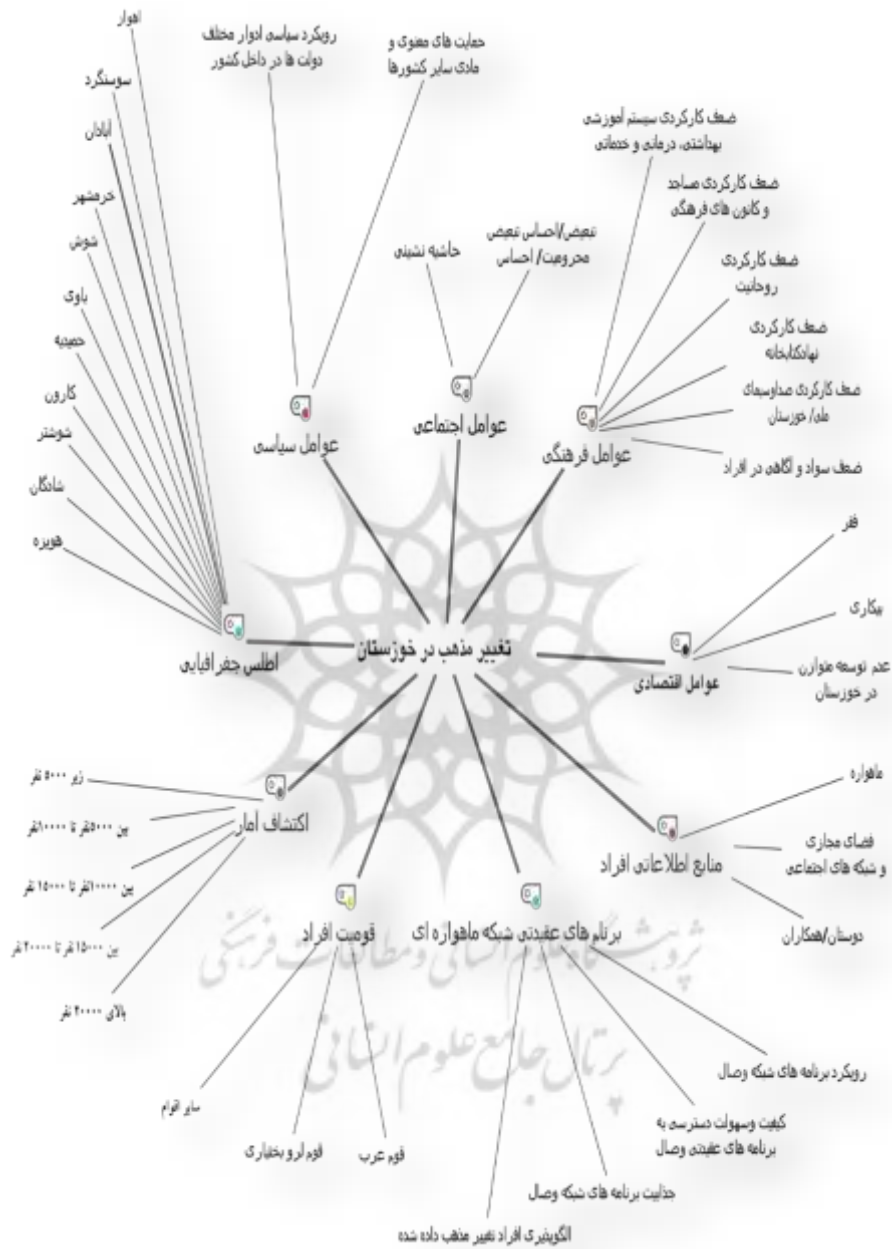 تغییر مذهب در خوزستان
عوامل سیاسی
رویکرد سیاسی ادوار مختلف
دولت ها در داخل کشور
حمایت های معنوی و
مادی سایر کشورها
عوامل اجتماعی
حاشیه نشینی
تبعیض/احساس تبعیض
محرومیت/ احساس
عوامل فرهنگی
ضعف کارکردی سیستم آموزشی
بهداشتی، درمانی و خدماتی
ضعف کارکردی مساجد
و کانون های فرهنگی
ضعف کارکردی
روحانیت
ضعف کارکردی
نهادکتابخانه
ضعف کارکردی صداوسیمای
ملی/ خوزستان
ضعف سواد و آگاهی در افراد
عوامل اقتصادی
فقر
بیکاری
عدم توسعه متوازن
در خوزستان
منابع اطلاعاتی افراد
ماهواره
فضای مجازی
و شبکه های اجتماعی
دوستان/همکاران
برنام های عقیدتی شبکه ماهواره ای
رویکرد برنامه های شبکه وصال
کیفیت وسهولت دسترسی به
برنامه های عقیدتی وصال
جذابیت برنامه های شبکه وصال
الگوپذیری افراد تغییر مذهب داده شده
قومیت افراد
قوم عرب
قوم لرو بختیاری
سایر اقوام
اکتشاف آمار
زیر ۵۰۰۰ نفر
بین ۵۰۰۰نفر تا ۱۰۰۰۰نفر
بین ۱۰۰۰۰نفر تا ۱۵۰۰۰ نفر
بین ۱۵۰۰۰ نفر تا ۲۰۰۰۰ نفر
بالای ۲۰۰۰۰ نفر
اطلس جغرافیایی
اهواز
سوسنگرد
آبادان
خرمشهر
شوش
باوی
حمیدیه
کارون
شوشتر
شادگان
هویزه
پژوهشگاه علوم انسانی و مطالعات فرهنگی
پرتال جامع علوم انسانی